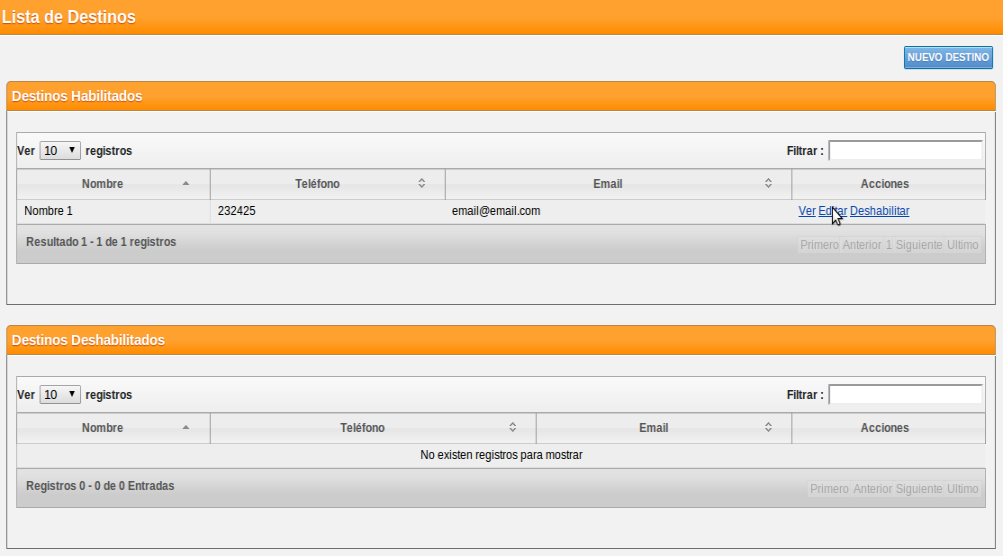 Lista de Destinos
NUEVO DESTINO
Destinos Habilitados
Ver 10 registros Filtrar :
Nombre Teléfono Email Acciones
Nombre 1 232425 email@email.com Ver Editar Deshabilitar
Resultado 1 - 1 de 1 registros Primero Anterior 1 Siguiente Ultimo
Destinos Deshabilitados
Ver 10 registros Filtrar :
Nombre Teléfono Email Acciones
No existen registros para mostrar
Registros 0 - 0 de 0 Entradas Primero Anterior Siguiente Ultimo